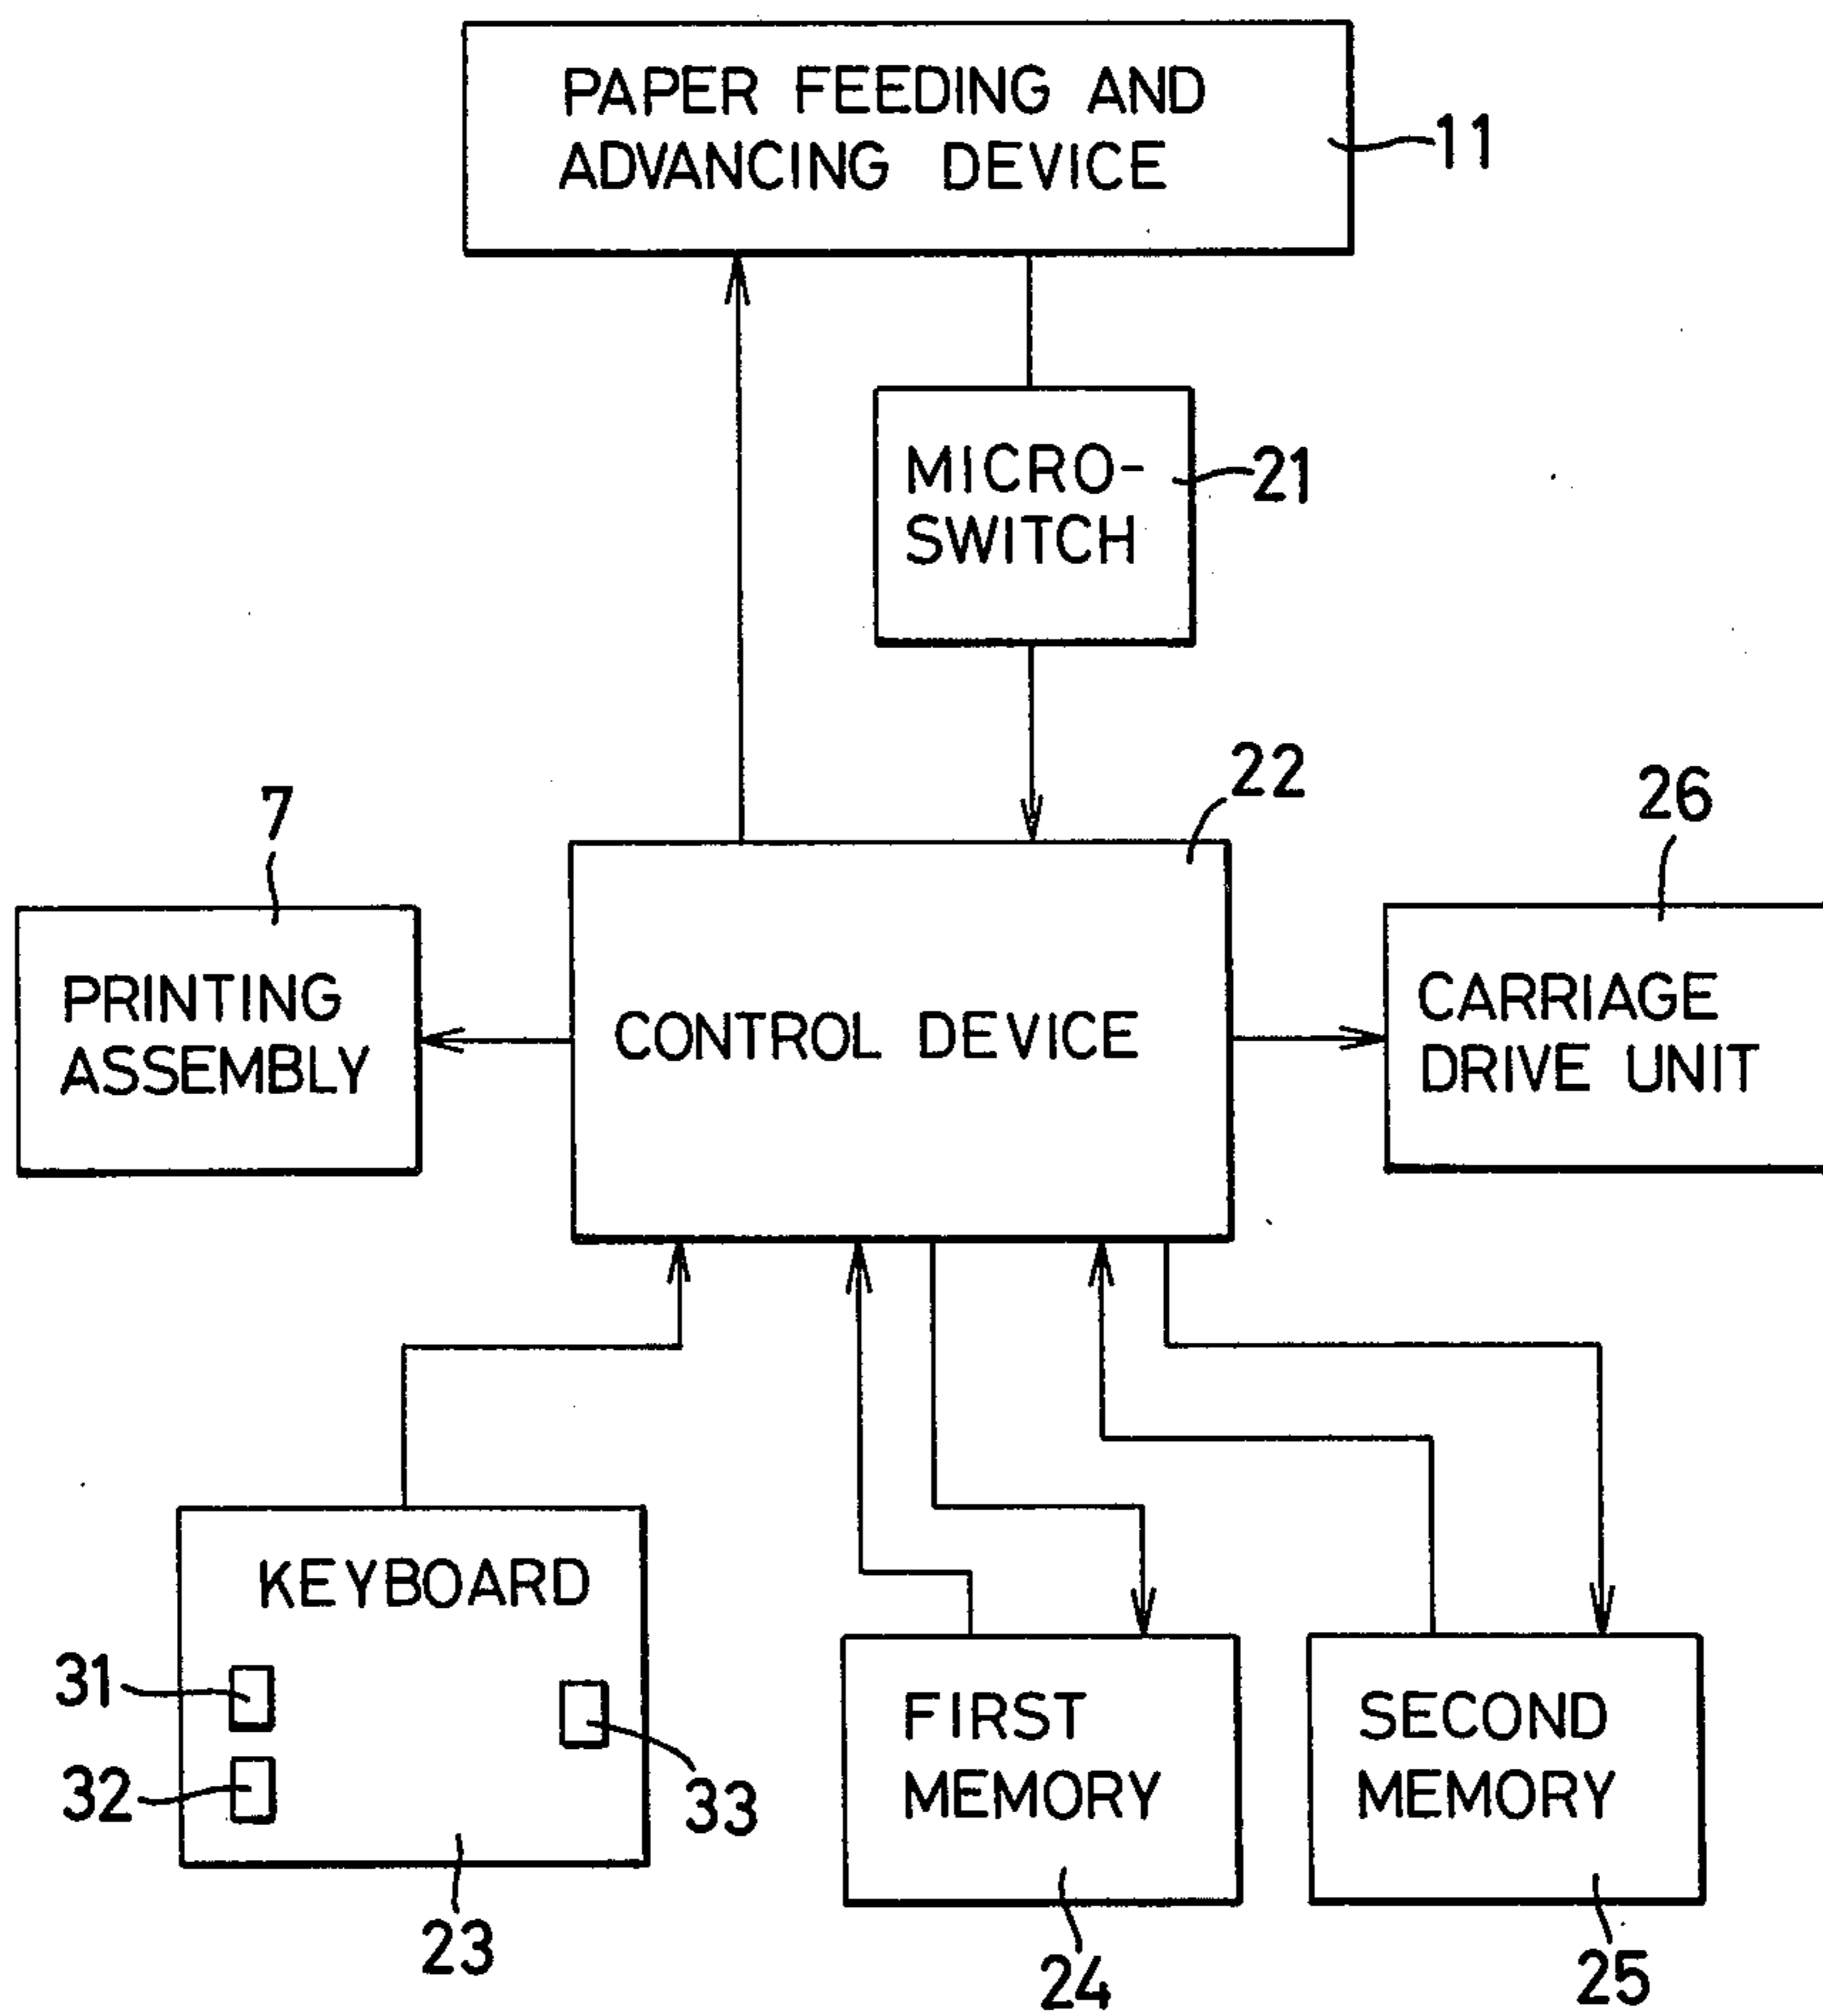 PAPER FEEDING AND
ADVANCING DEVICE
11
MICRO-
SWITCH
21
22
7
26
PRINTING
ASSEMBLY
CONTROL DEVICE
CARRIAGE
DRIVE UNIT
KEYBOARD
31
32
33
23
FIRST
MEMORY
24
SECOND
MEMORY
25